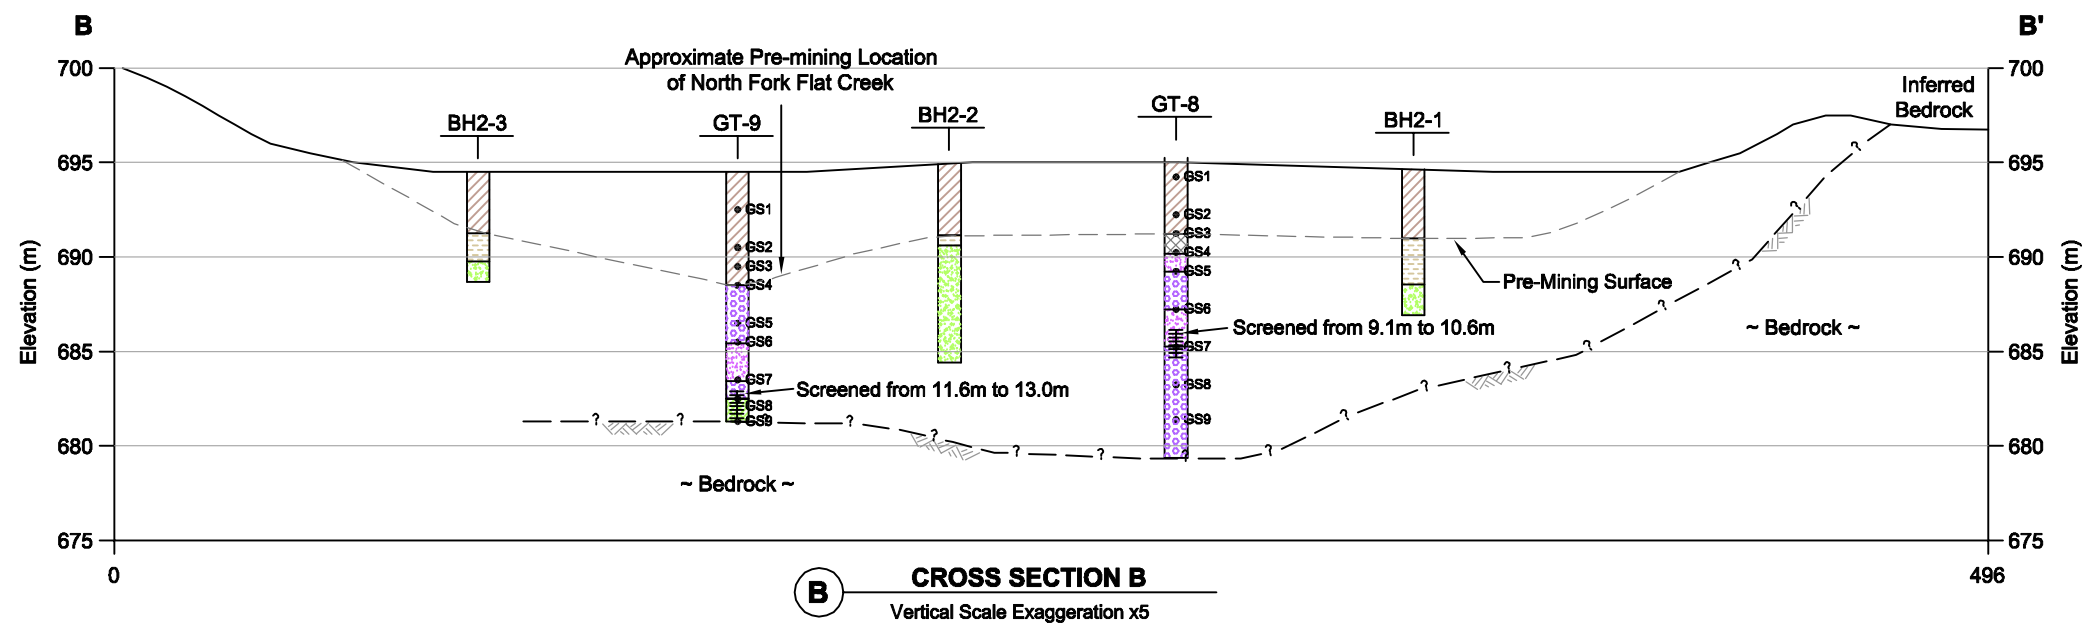 B
B'
Approximate Pre-mining Location
of North Fork Flat Creek
700
700
Inferred
Bedrock
BH2-3
GT-9
BH2-2
GT-8
BH2-1
695
695
GS1
GS2
GS3
GS4
GS5
GS6
GS7
GS8
GS9
GS1
GS2
GS3
GS4
GS5
GS6
GS7
GS8
GS9
690
690
Pre-Mining Surface
Screened from 9.1m to 10.6m
~ Bedrock ~
Elevation (m)
Elevation (m)
685
685
Screened from 11.6m to 13.0m
? ? ? ? ? ? ? ? ? ? ? ? ? ? ? ?
680
680
~ Bedrock ~
675
675
0
496
B
CROSS SECTION B
Vertical Scale Exaggeration x5